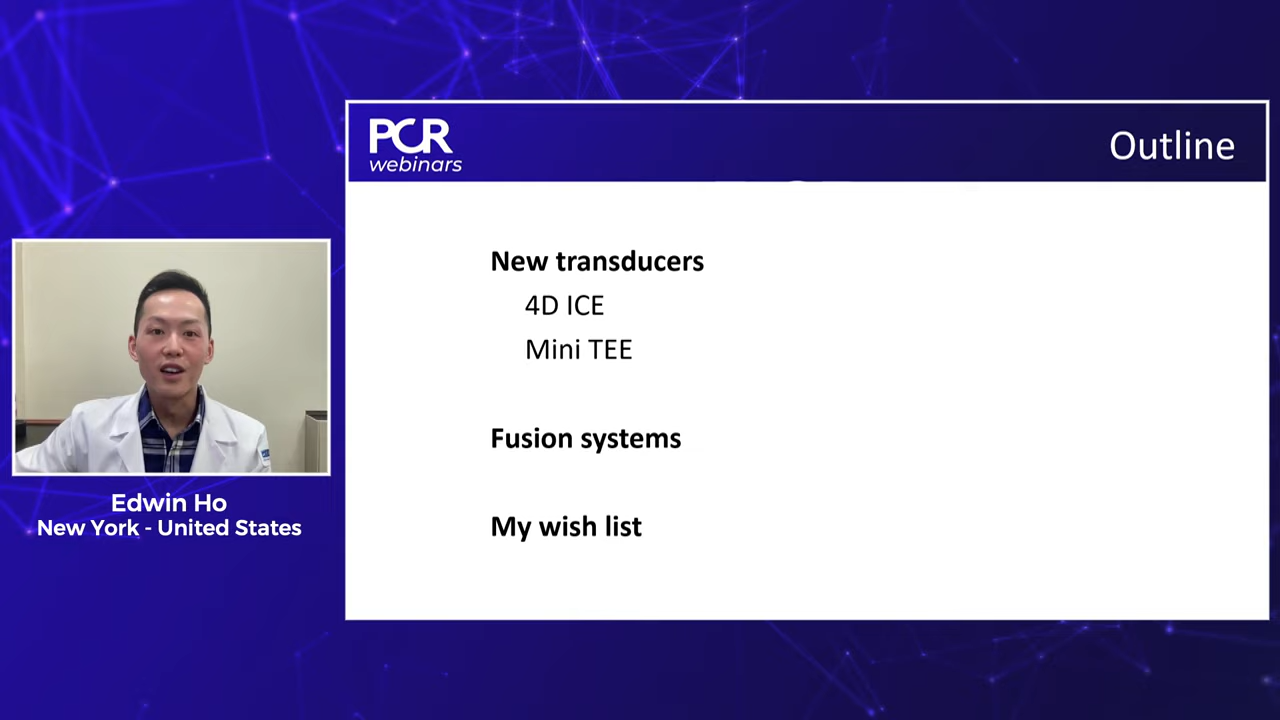 PCR
webinars
Outline
New transducers
4D ICE
Mini TEE
Fusion systems
My wish list
Edwin Ho
New York - United States